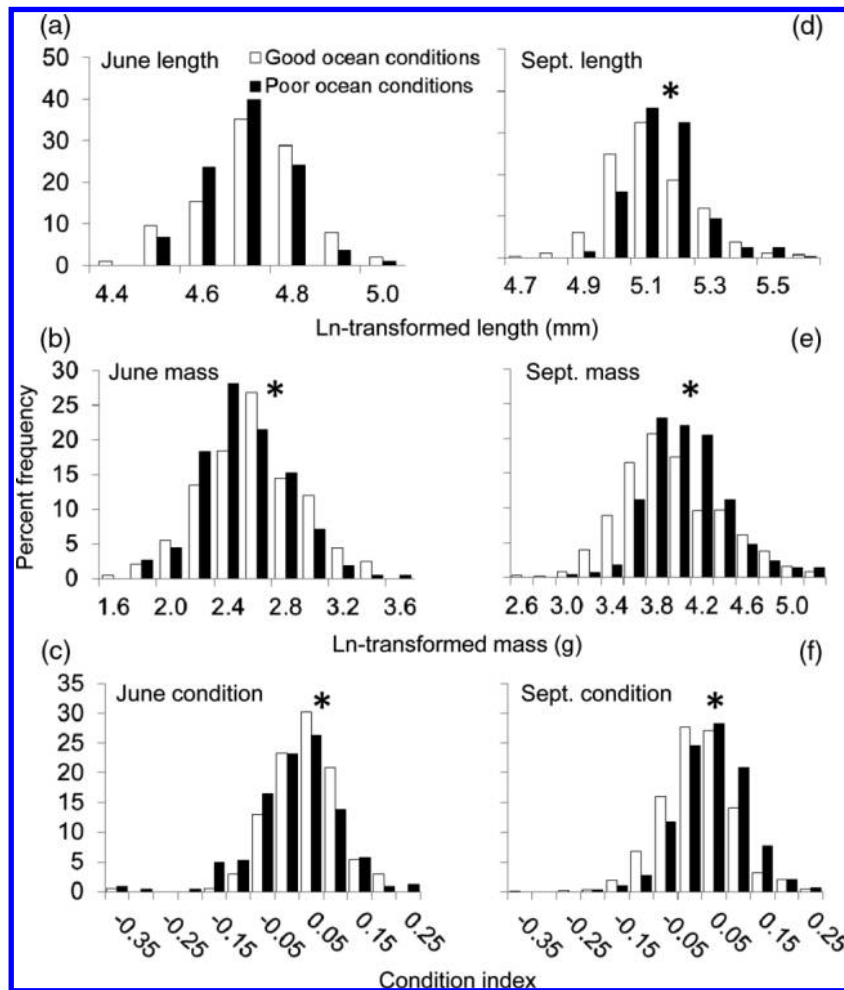 (a)
(d)
June length
Good ocean conditions
Poor ocean conditions
Sept. length
*
50
40
30
20
10
0
4.4 4.6 4.8 5.0
4.7 4.9 5.1 5.3 5.5
Ln-transformed length (mm)
(b)
(e)
June mass
*
Sept. mass
*
30
25
20
15
10
5
0
1.6 2.0 2.4 2.8 3.2 3.6
2.6 3.0 3.4 3.8 4.2 4.6 5.0
Percent frequency
Ln-transformed mass (g)
(c)
(f)
June condition
*
Sept. condition
*
35
30
25
20
15
10
5
0
-0.35 -0.25 -0.15 -0.05 0.05 0.15 0.25
-0.35 -0.25 -0.15 -0.05 0.05 0.15 0.25
Condition index